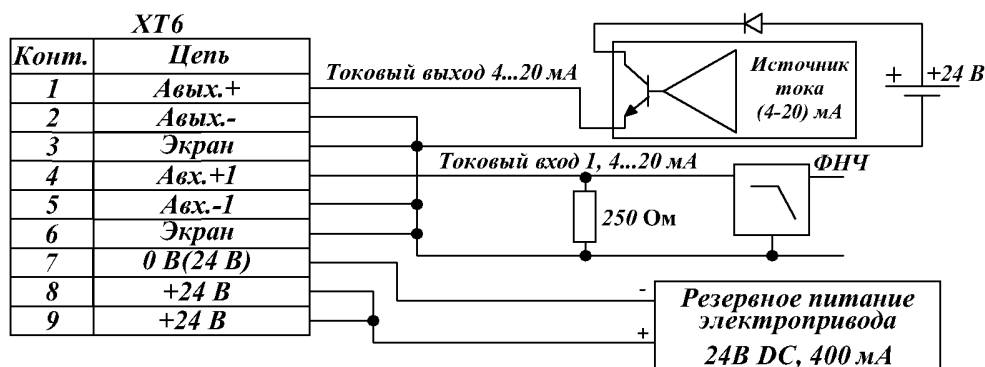 ХТ6
Конт. Цепь
1 Авых.+
2 Авых.-
3 Экран
4 Авх.+1
5 Авх.-1
6 Экран
7 0 В(24 В)
8 +24 В
9 +24 В
Токовый выход 4...20 мА
Источник
тока
(4-20) мА
+ +24 В
Токовый вход 1, 4...20 мА
ФНЧ
250 Ом
-
+
Резервное питание
электропривода
24В DC, 400 мА